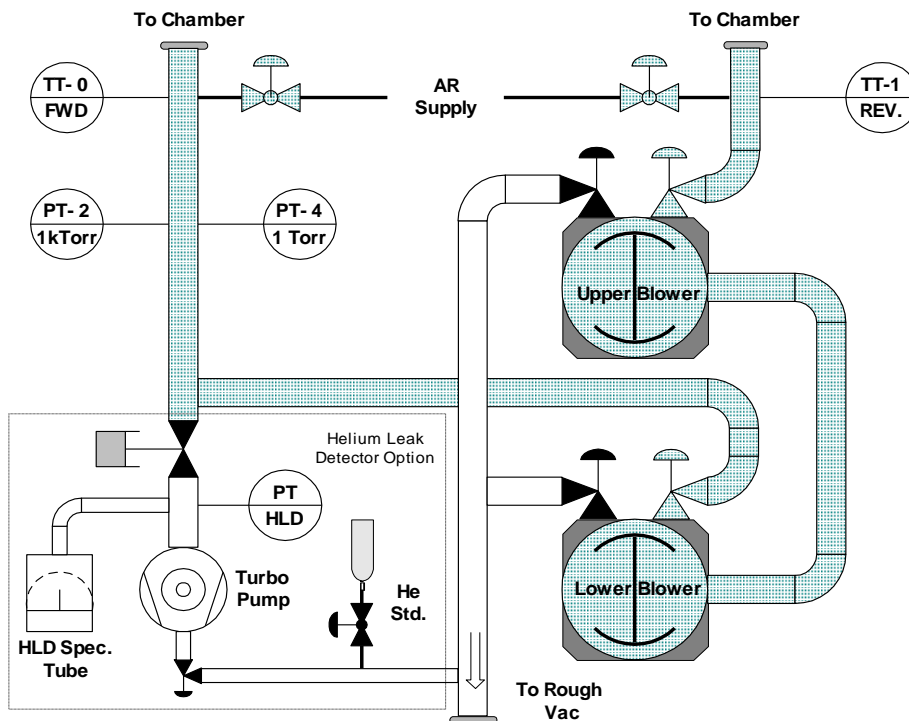 To Chamber
To Chamber
TT- 0
FWD
AR
Supply
TT-1
REV.
PT- 2
1kTorr
PT- 4
1 Torr
Upper Blower
Helium Leak
Detector Option
PT
HLD
Turbo
Pump
He
Std.
Lower Blower
HLD Spec.
Tube
To Rough
Vac